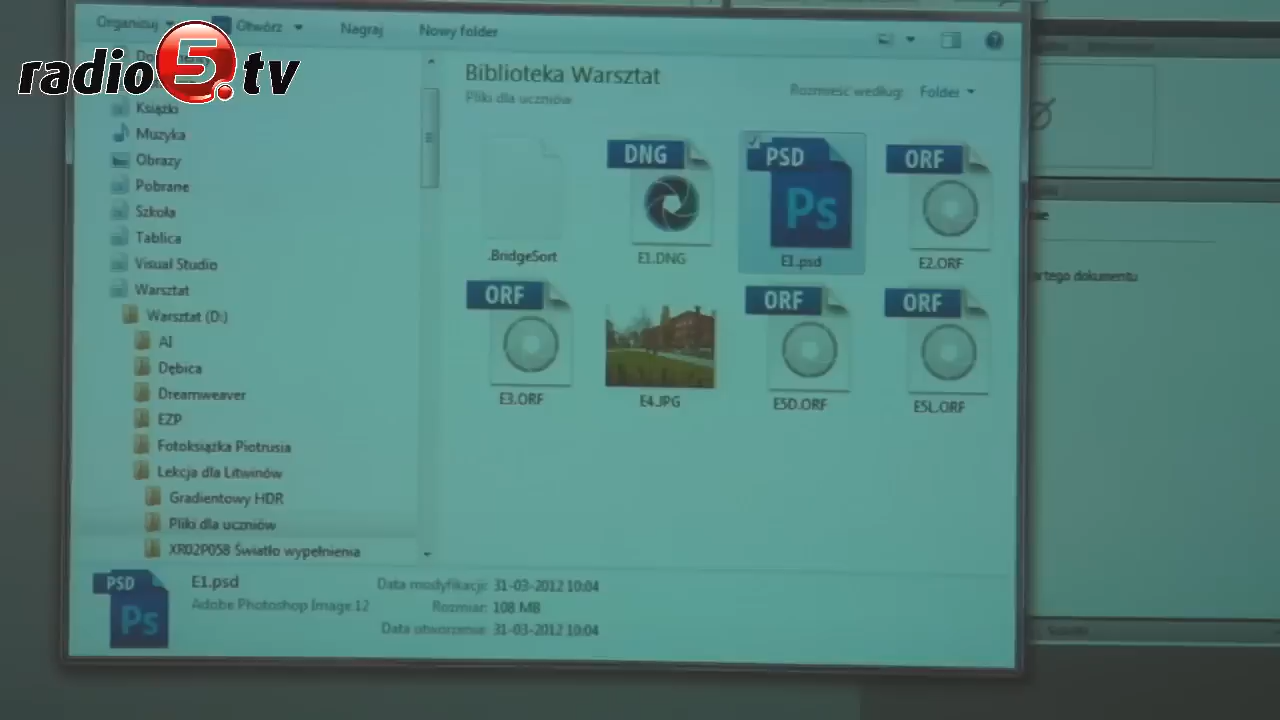 Organizuj
Otwórz
Nagraj
Nowy folder
radio5.tv
Książki
Muzyka
Obrazy
Pobrane
Szkoła
Tablica
Visual Studio
Warsztat
Warsztat (D:)
AI
Dębica
Dreamweaver
EZP
Fotoksiążka Piotrusia
Lekcja dla Litwinów
Gradientowy HDR
Pliki dla uczniów
XR02P058 Światło wypełnienia
Biblioteka Warsztat
Pliki dla uczniów
Rozmieść według: Folder
.BridgeSort
DNG
E1.DNG
PSD
Ps
E1.psd
ORF
E2.ORF
ORF
E3.ORF
E4.JPG
ORF
E5D.ORF
ORF
E5L.ORF
PSD
Ps
E1.psd
Adobe Photoshop Image.12
Data modyfikacji: 31-03-2012 10:04
Rozmiar: 108 MB
Data utworzenia: 31-03-2012 10:04
artego dokumentu